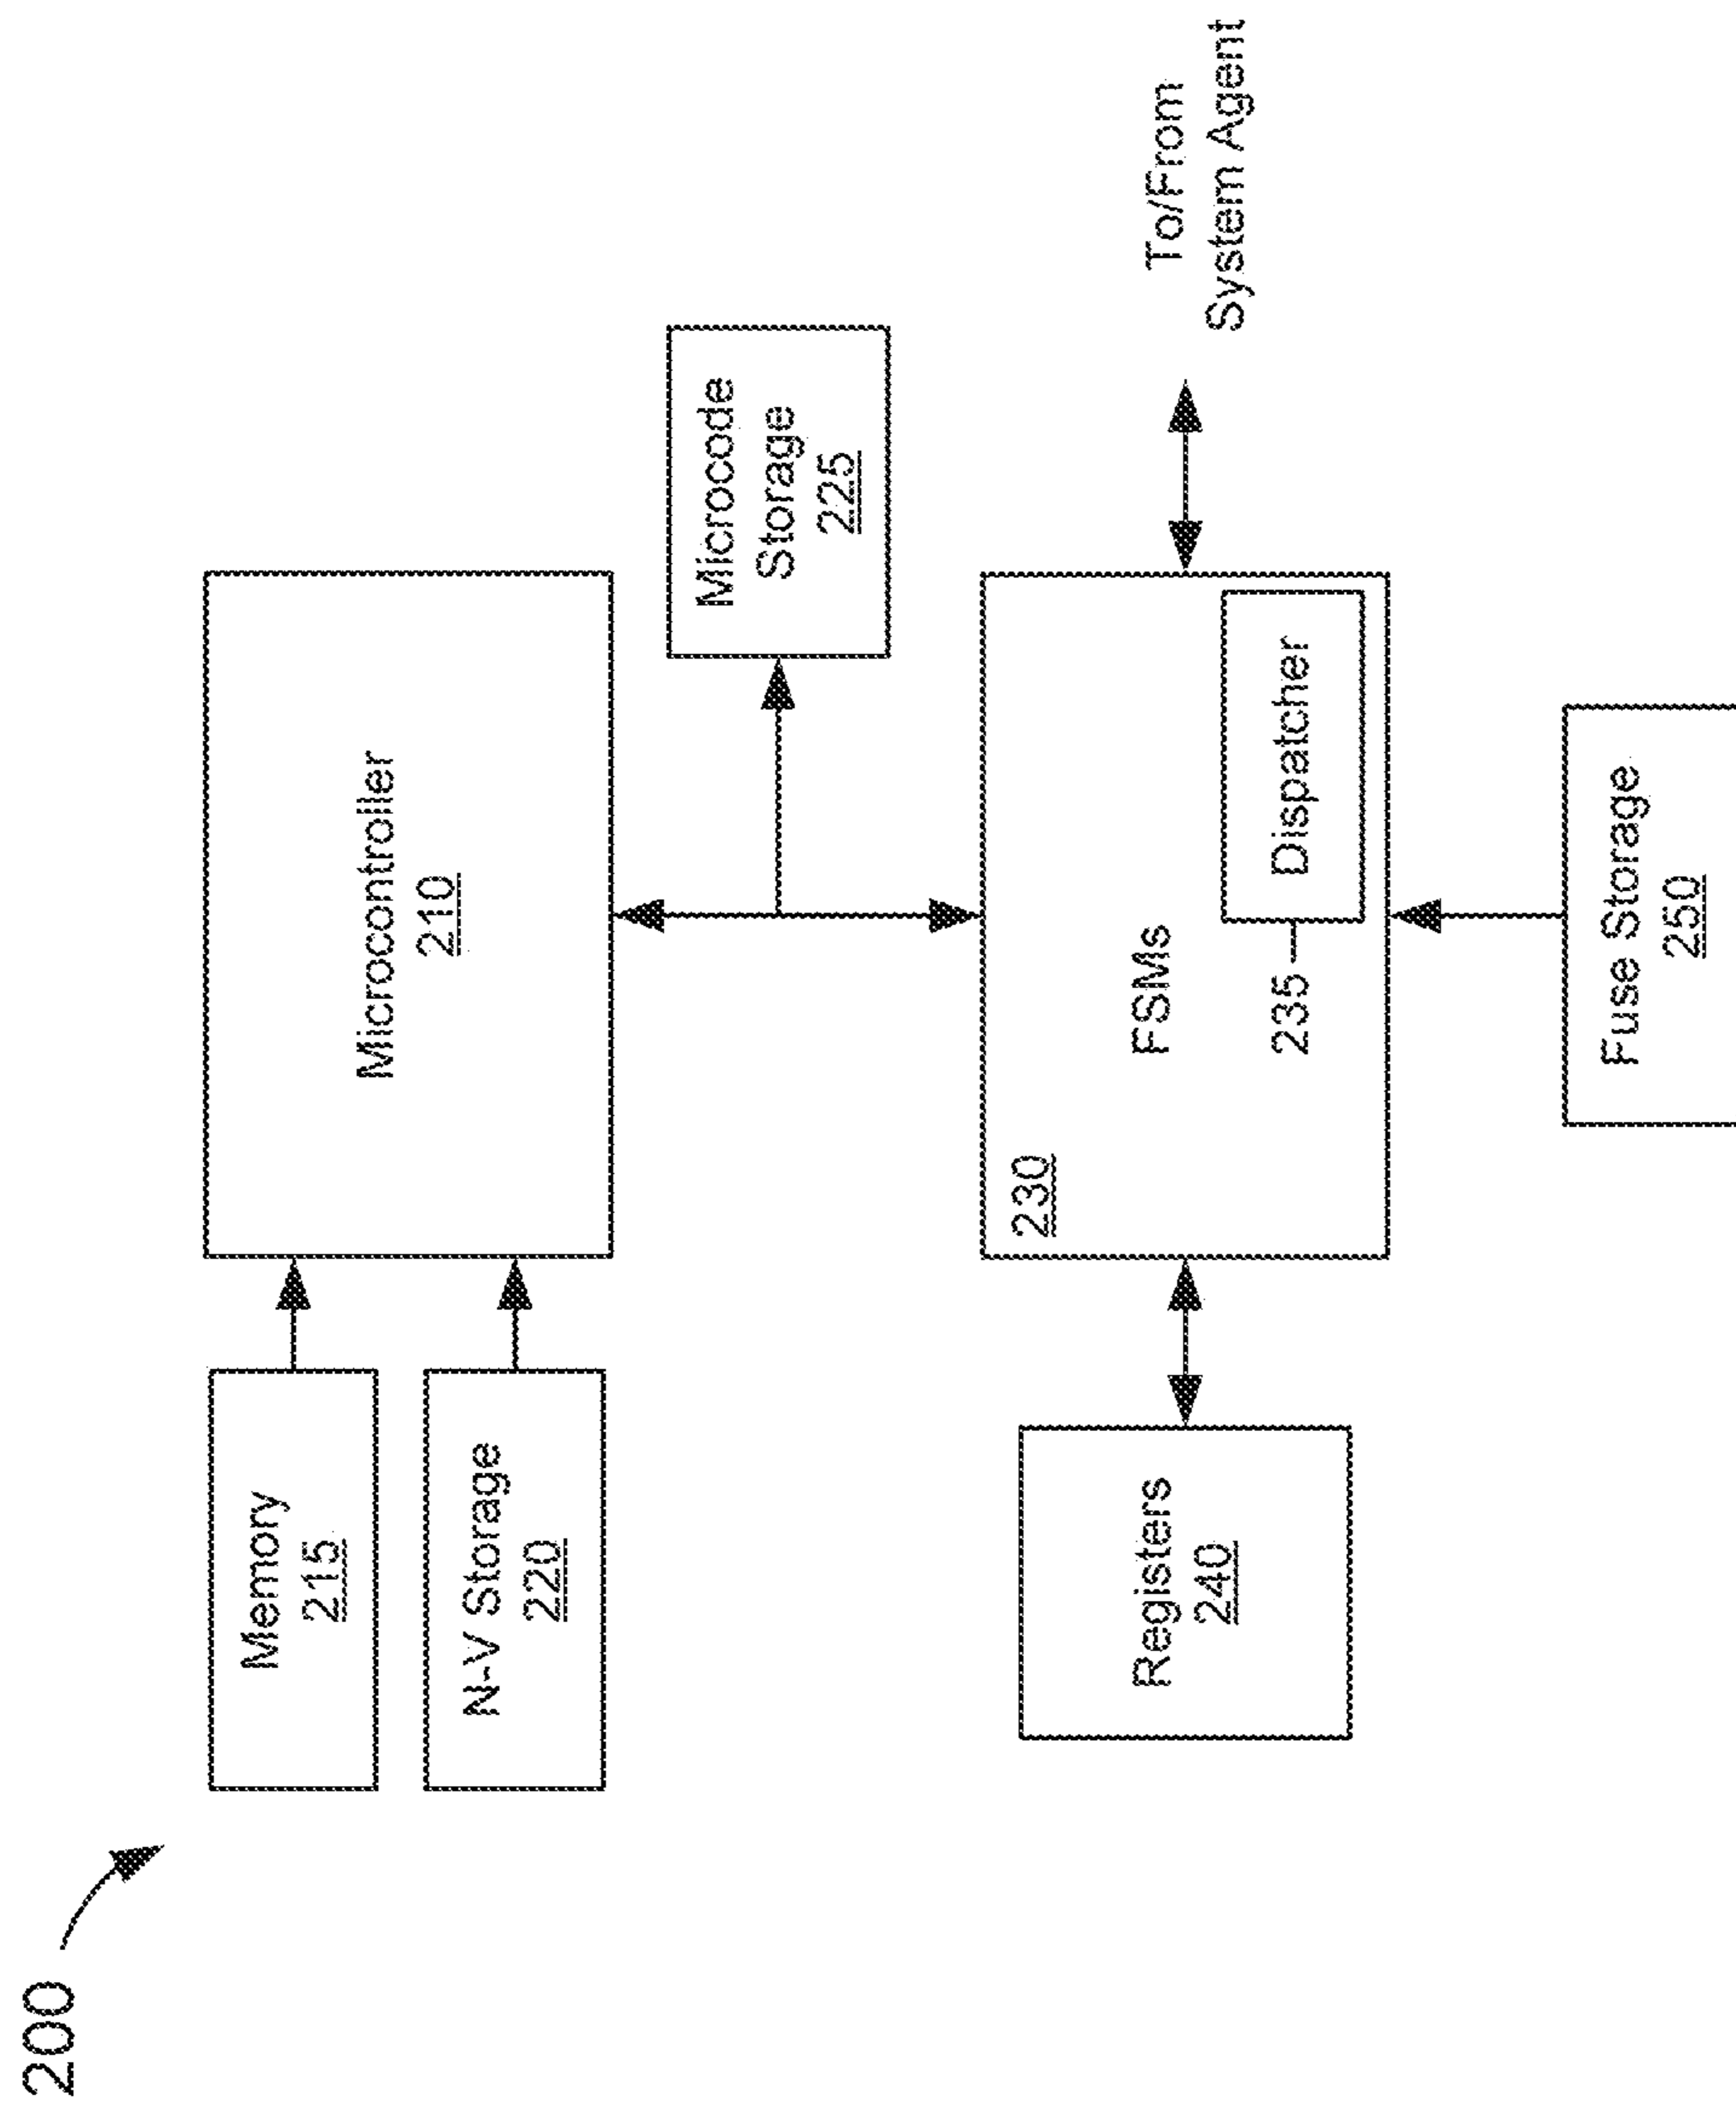 200
Memory
215
N-V Storage
220
Microcontroller
210
Microcode
Storage
225
230
FSMs
235
Dispatcher
Registers
240
To/From
System Agent
Fuse Storage
250